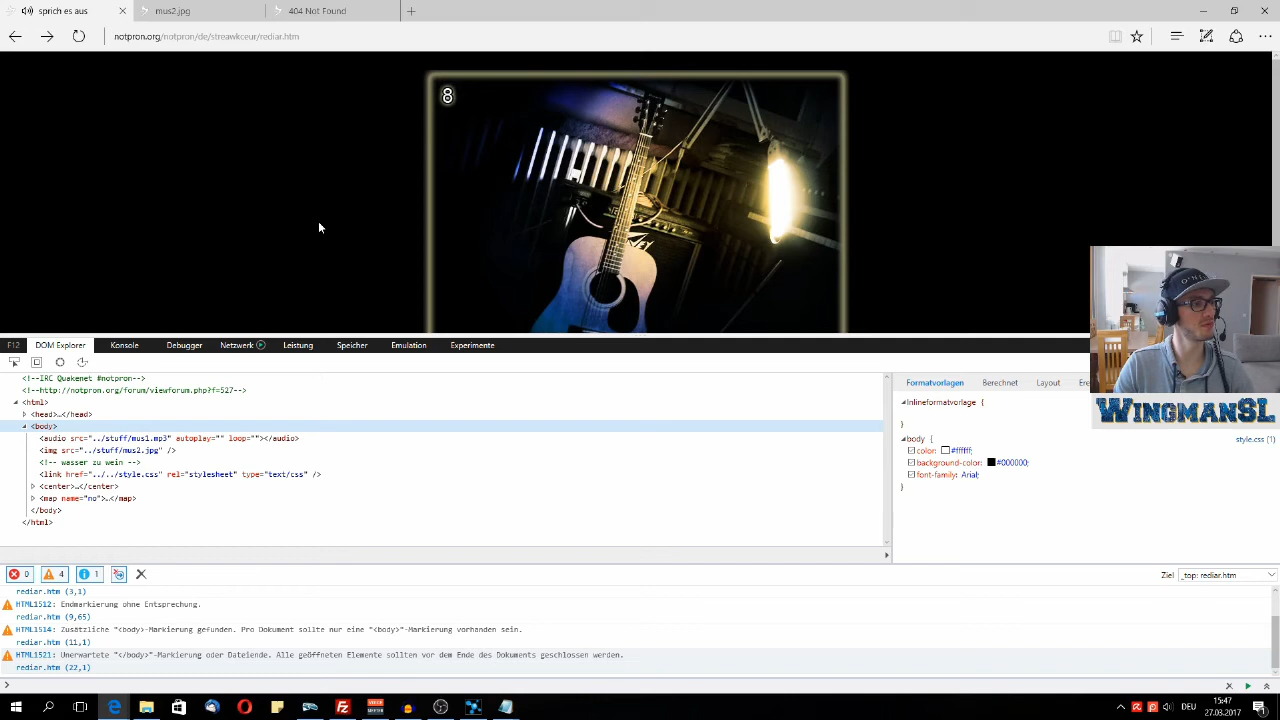 sprich es aus
mus2.jpg
404 Not Found
notpron.org/notpron/de/streawkceur/rediar.htm
8
O'NE
WINGMANSL
F12
DOM Explorer
Konsole
Debugger
Netzwerk
Leistung
Speicher
Emulation
Experimente
<!--IRC Quakenet #notpron-->
<!--http://notpron.org/forum/viewforum.php?f=527-->
<html>
<head>…</head>
<body>
<audio src="../stuff/mus1.mp3" autoplay="" loop=""></audio>
<img src="../stuff/mus2.jpg" />
<!-- wasser zu wein -->
<link href="../../style.css" rel="stylesheet" type="text/css" />
<center>…</center>
<map name="no">…</map>
</body>
</html>
Formatvorlagen
Berechnet
Layout
Ere
Inlineformatvorlage {
}
body {
style.css (1)
color: #ffffff;
background-color: #000000;
font-family: Arial;
}
0
4
1
Ziel
_top: rediar.htm
rediar.htm (3,1)
HTML1512: Endmarkierung ohne Entsprechung.
rediar.htm (9,65)
HTML1514: Zusätzliche "<body>-Markierung gefunden. Pro Dokument sollte nur eine "<body>"-Markierung vorhanden sein.
rediar.htm (11,1)
HTML1521: Unerwartete "</body>"-Markierung oder Dateiende. Alle geöffneten Elemente sollten vor dem Ende des Dokuments geschlossen werden.
rediar.htm (22,1)
DEU
15:47
27.03.2017